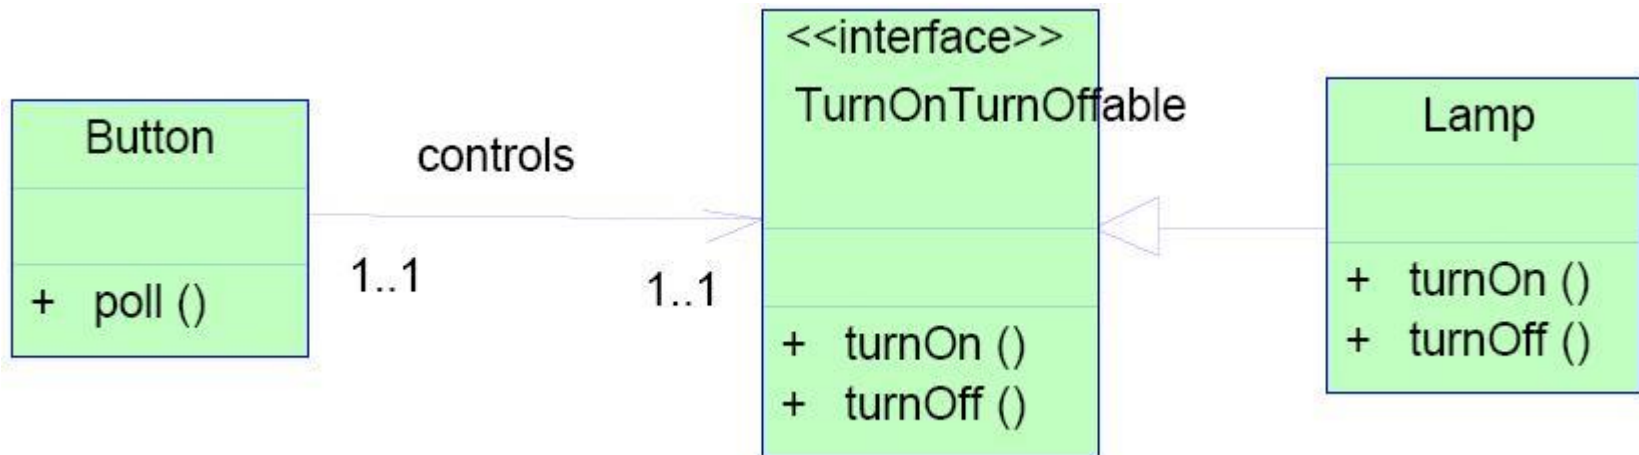 Button
+ poll ()
controls
1..1
1..1
<<interface>>
TurnOnTurnOffable
+ turnOn ()
+ turnOff ()
Lamp
+ turnOn ()
+ turnOff ()